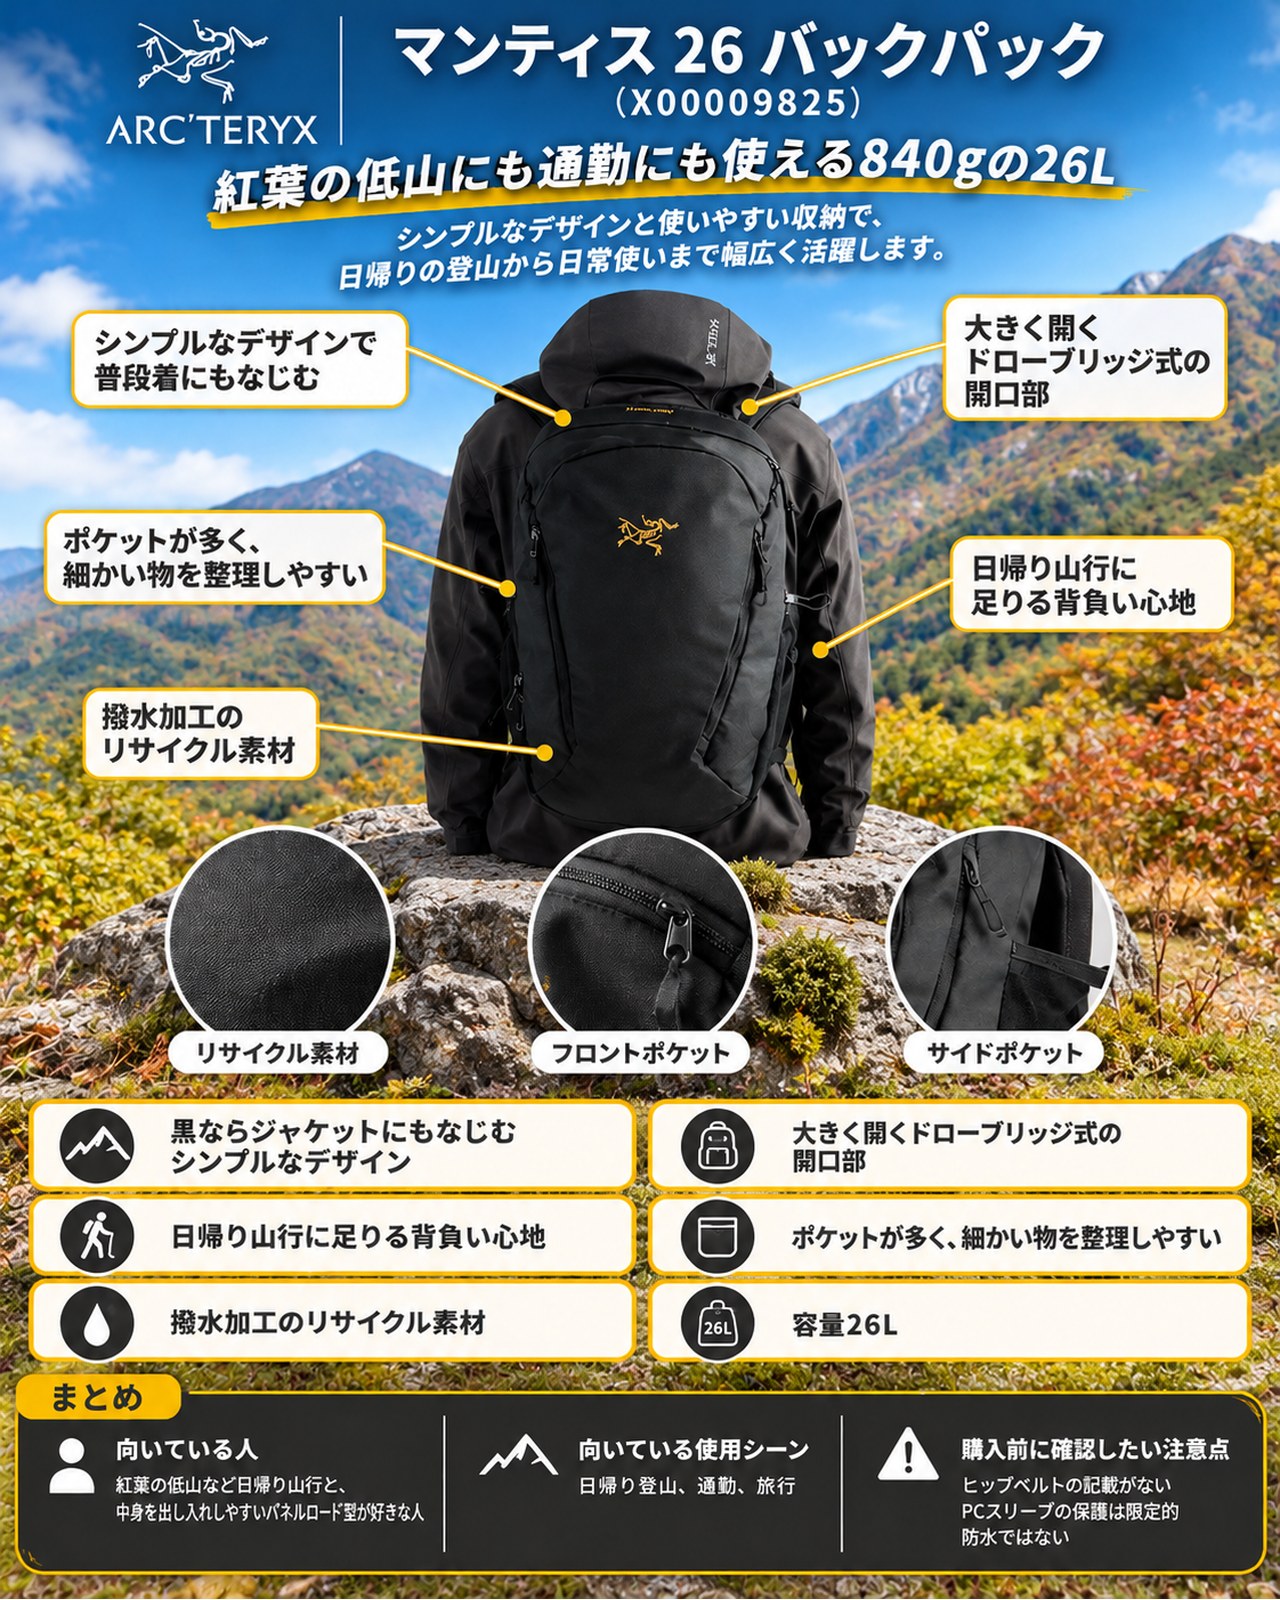 ARC'TERYX
マンティス 26 バックパック
(X00009825)
紅葉の低山にも通勤にも使える840gの26L
シンプルなデザインと使いやすい収納で、
日帰りの登山から日常使いまで幅広く活躍します。
シンプルなデザインで
普段着にもなじむ
大きく開く
ドローブリッジ式の
開口部
ポケットが多く、
細かい物を整理しやすい
日帰り山行に
足りる背負い心地
撥水加工の
リサイクル素材
リサイクル素材
フロントポケット
サイドポケット
黒ならジャケットにもなじむ
シンプルなデザイン
大きく開くドローブリッジ式の
開口部
日帰り山行に足りる背負い心地
ポケットが多く、細かい物を整理しやすい
撥水加工のリサイクル素材
26L
容量26L
まとめ
向いている人
紅葉の低山など日帰り山行と、
中身を出し入れしやすいパネルロード型が好きな人
向いている使用シーン
日帰り登山、通勤、旅行
購入前に確認したい注意点
ヒップベルトの記載がない
PCスリーブの保護は限定的
防水ではない